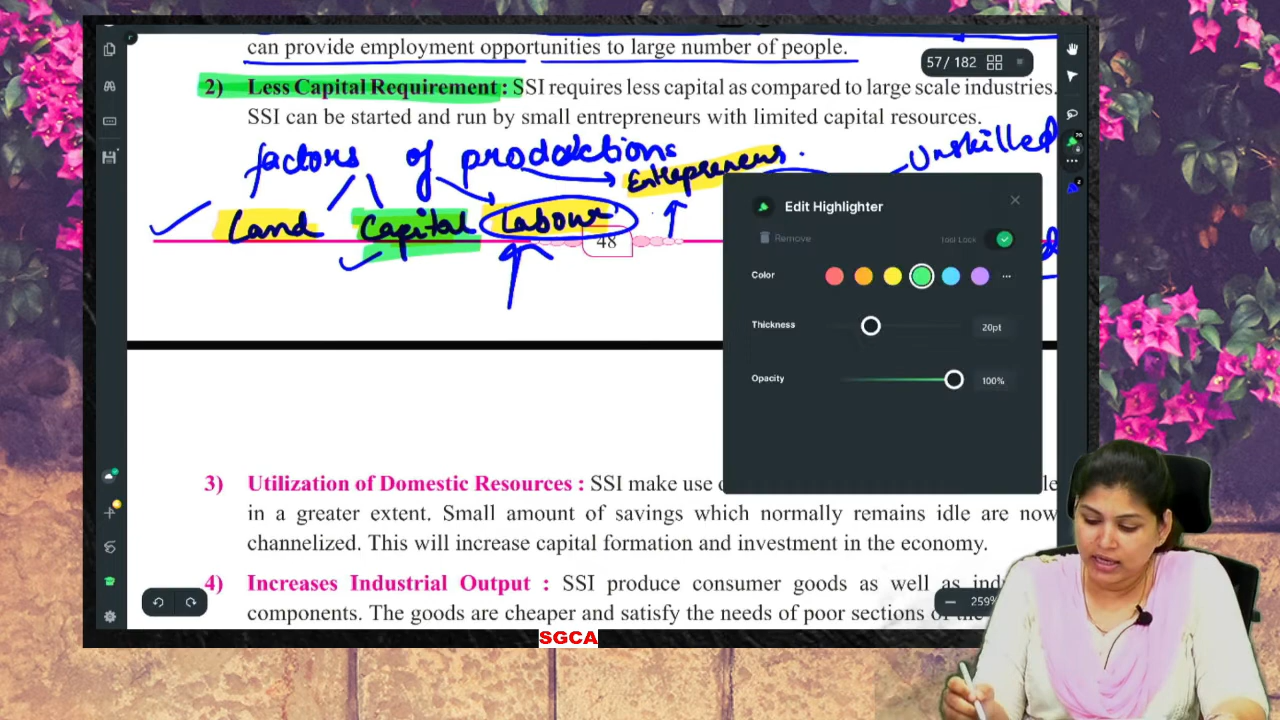 can provide employment opportunities to large number of people.
57 / 182
2) Less Capital Requirement : SSI requires less capital as compared to large scale industries.
SSI can be started and run by small entrepreneurs with limited capital resources.
factors of prodductions
Entrepreneurs.
Unskilled
Land Capital Labour
48
Edit Highlighter
Remove
Tool Lock
Color
Thickness
20pt
Opacity
100%
3) Utilization of Domestic Resources : SSI make use
in a greater extent. Small amount of savings which normally remains idle are now
channelized. This will increase capital formation and investment in the economy.
4) Increases Industrial Output : SSI produce consumer goods as well as
components. The goods are cheaper and satisfy the needs of poor sections
259%
SGCA